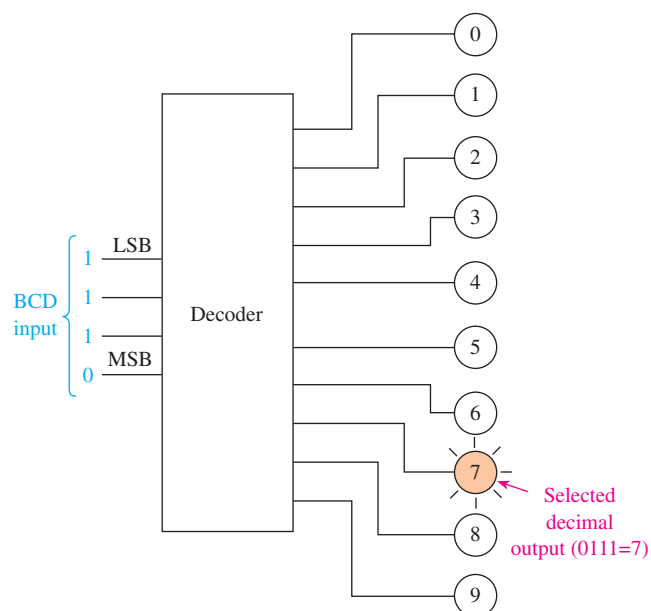 0
1
2
3
LSB
1
BCD
input
1
4
Decoder
1
MSB
0
5
6
7
Selected
decimal
output (0111=7)
8
9